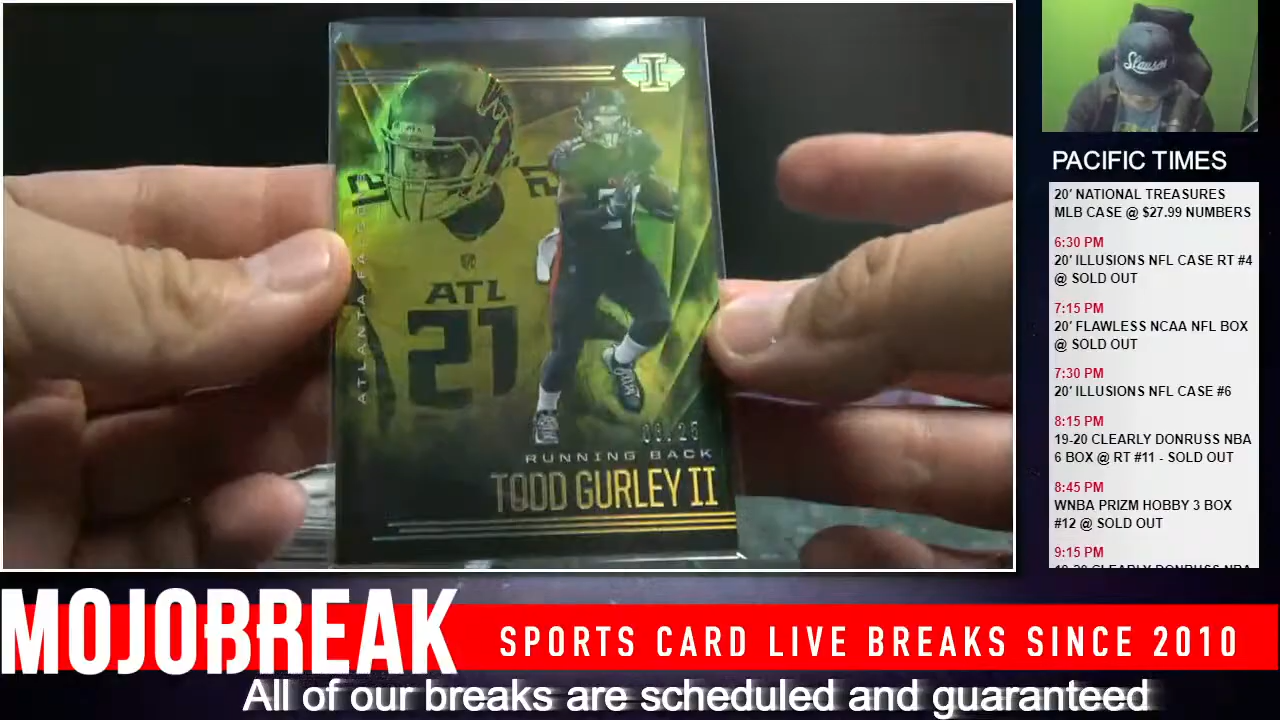 Slauson
PACIFIC TIMES
20' NATIONAL TREASURES
MLB CASE @ $27.99 NUMBERS
6:30 PM
20' ILLUSIONS NFL CASE RT #4
@ SOLD OUT
7:15 PM
20' FLAWLESS NCAA NFL BOX
@ SOLD OUT
7:30 PM
20' ILLUSIONS NFL CASE #6
8:15 PM
19-20 CLEARLY DONRUSS NBA
6 BOX @ RT #11 - SOLD OUT
8:45 PM
WNBA PRIZM HOBBY 3 BOX
#12 @ SOLD OUT
9:15 PM
I
ATL
21
ATLANTA FALCONS
RUNNING BACK
TODD GURLEY II
MOJOBREAK
SPORTS CARD LIVE BREAKS SINCE 2010
All of our breaks are scheduled and guaranteed